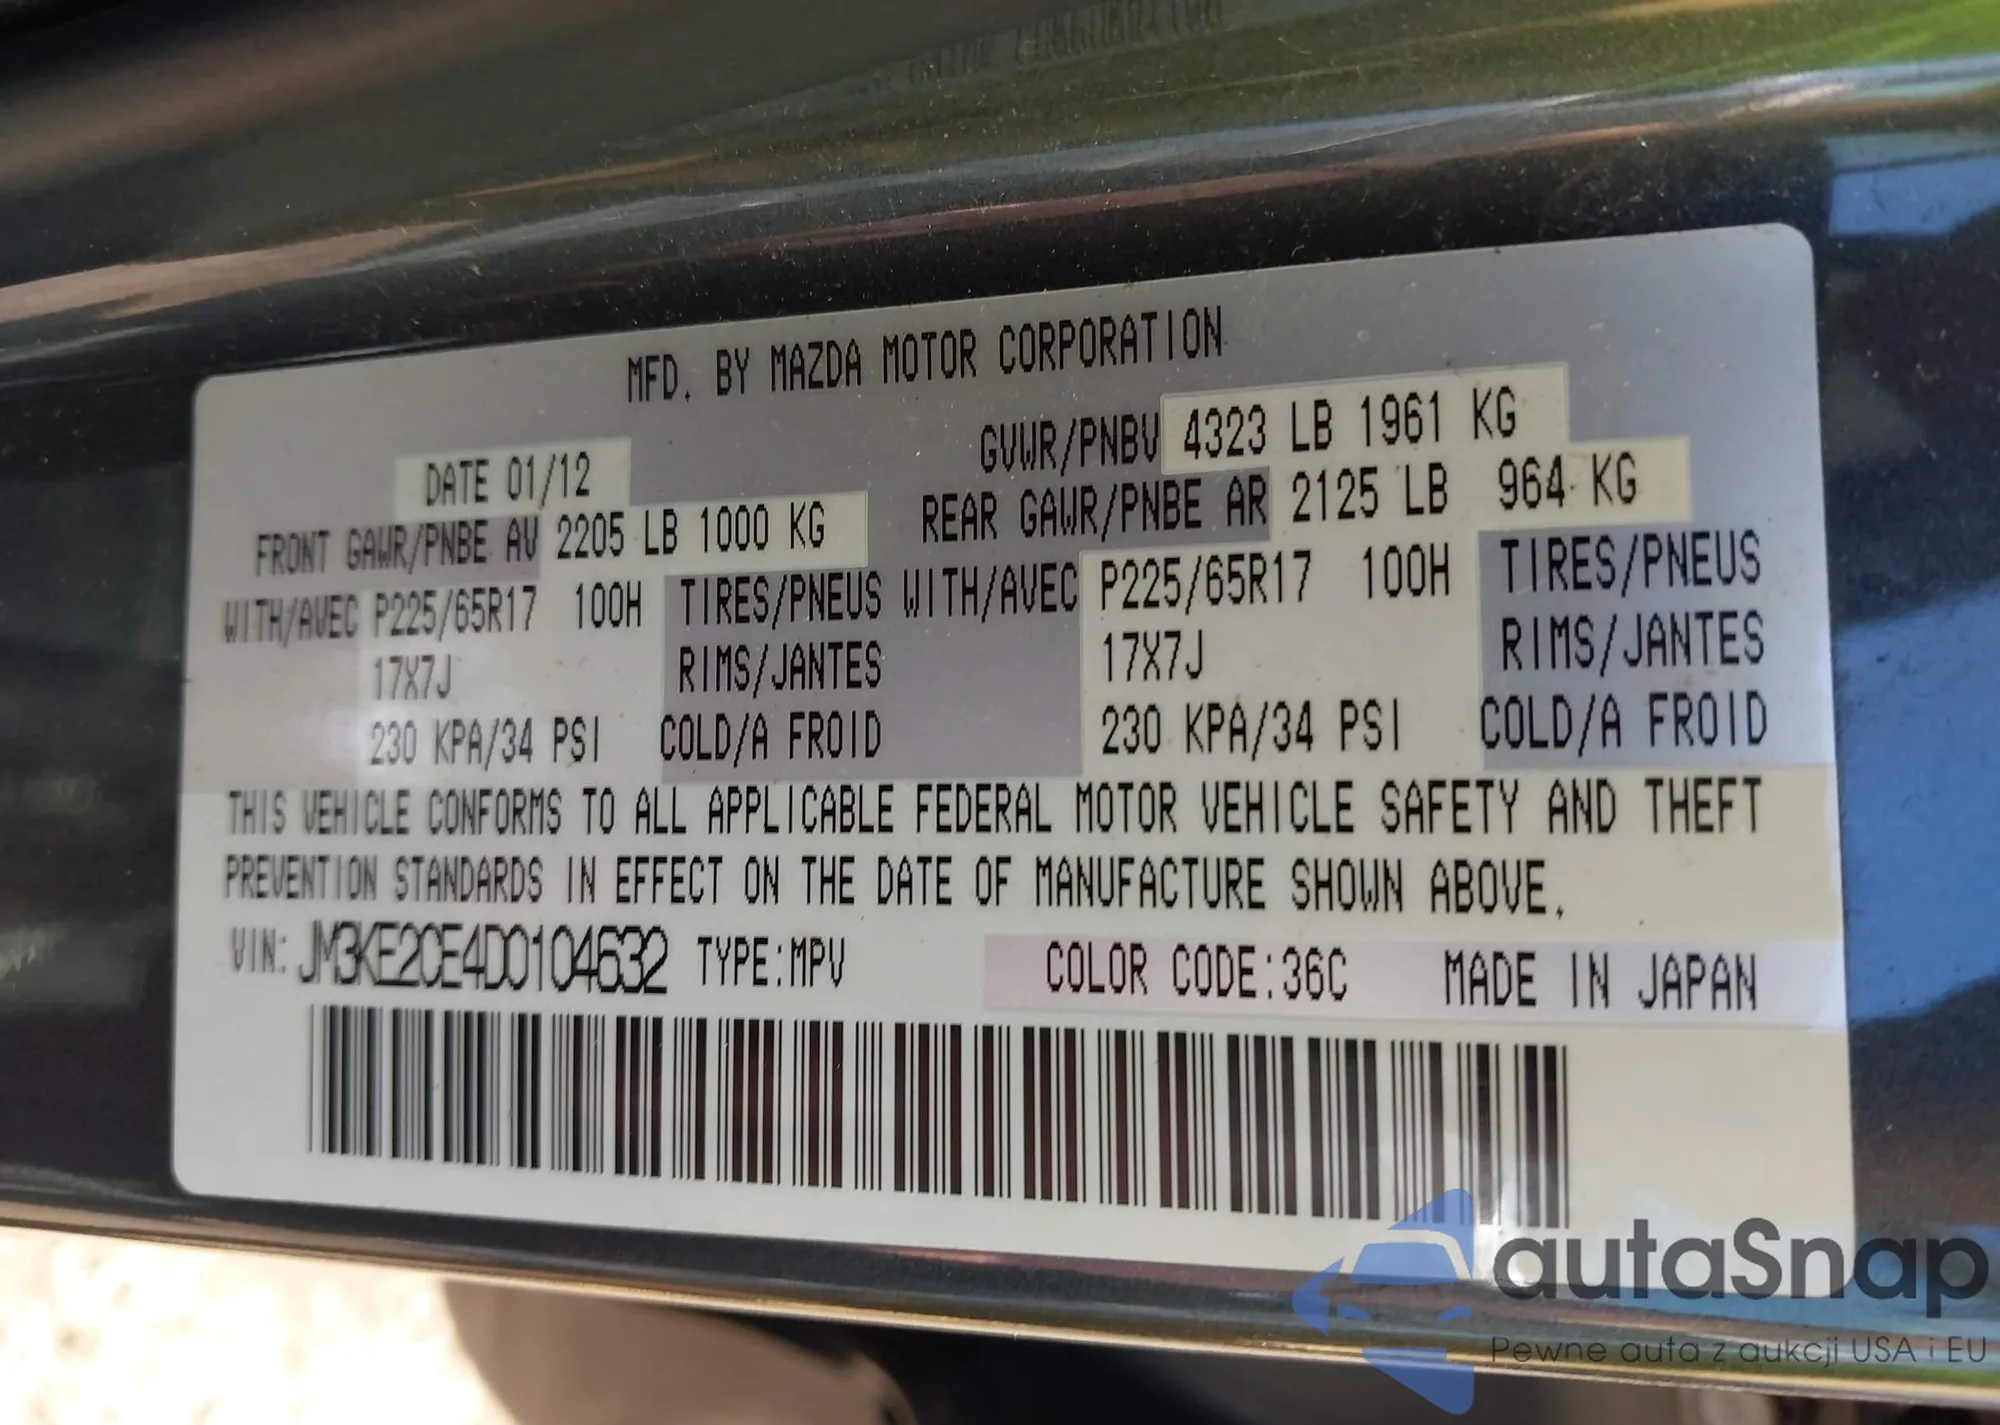 MFD. BY MAZDA MOTOR CORPORATION
DATE 01/12 GVWR/PNBV 4323 LB 1961 KG
FRONT GAWR/PNBE AV 2205 LB 1000 KG REAR GAWR/PNBE AR 2125 LB 964 KG
WITH/AVEC P225/65R17 100H TIRES/PNEUS WITH/AVEC P225/65R17 100H TIRES/PNEUS
17X7J RIMS/JANTES 17X7J RIMS/JANTES
230 KPA/34 PSI COLD/A FROID 230 KPA/34 PSI COLD/A FROID
THIS VEHICLE CONFORMS TO ALL APPLICABLE FEDERAL MOTOR VEHICLE SAFETY AND THEFT
PREVENTION STANDARDS IN EFFECT ON THE DATE OF MANUFACTURE SHOWN ABOVE.
VIN: JM3KE2CE4D0104632 TYPE:MPV COLOR CODE:36C MADE IN JAPAN
autaSnap
Pewne auta z aukcji USA i EU